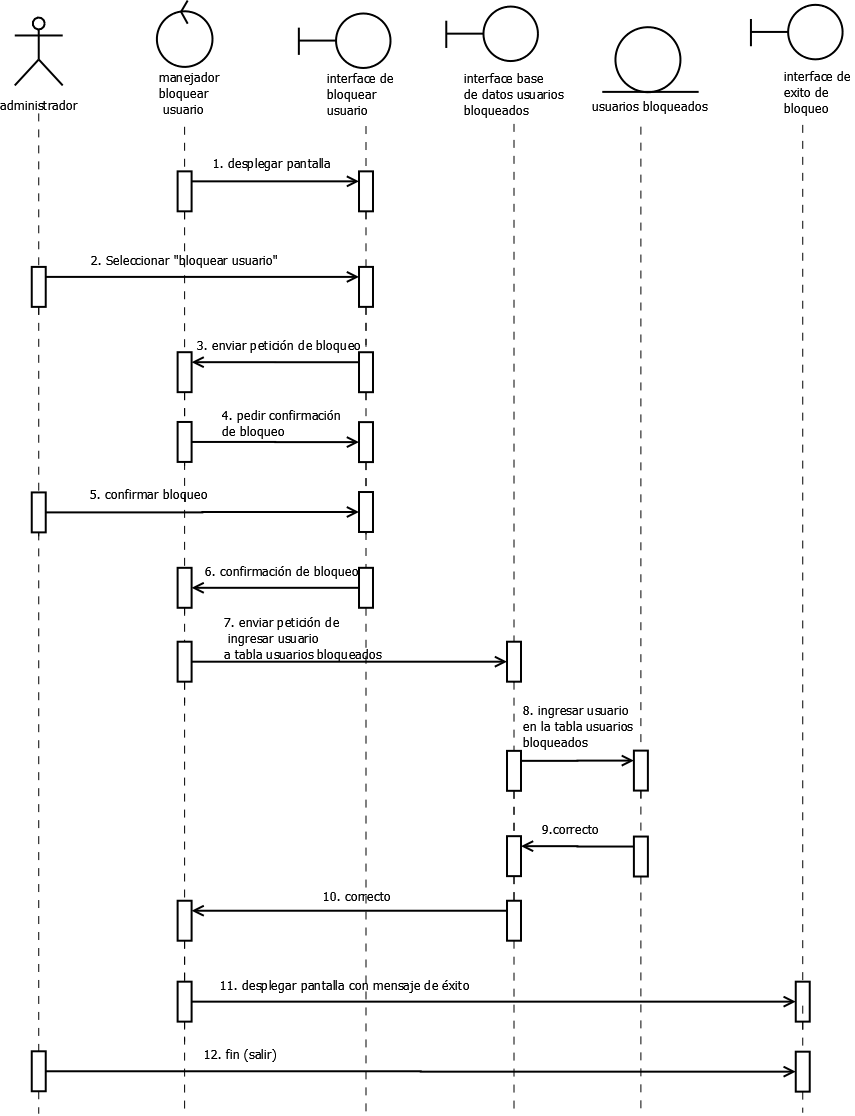 administrador
manejador
bloquear
usuario
interface de
bloquear
usuario
interface base
de datos usuarios
bloqueados
usuarios bloqueados
interface de
exito de
bloqueo
1. desplegar pantalla
2. Seleccionar "bloquear usuario"
3. enviar petición de bloqueo
4. pedir confirmación
de bloqueo
5. confirmar bloqueo
6. confirmación de bloqueo
7. enviar petición de
ingresar usuario
a tabla usuarios bloqueados
8. ingresar usuario
en la tabla usuarios
bloqueados
9.correcto
10. correcto
11. desplegar pantalla con mensaje de éxito
12. fin (salir)